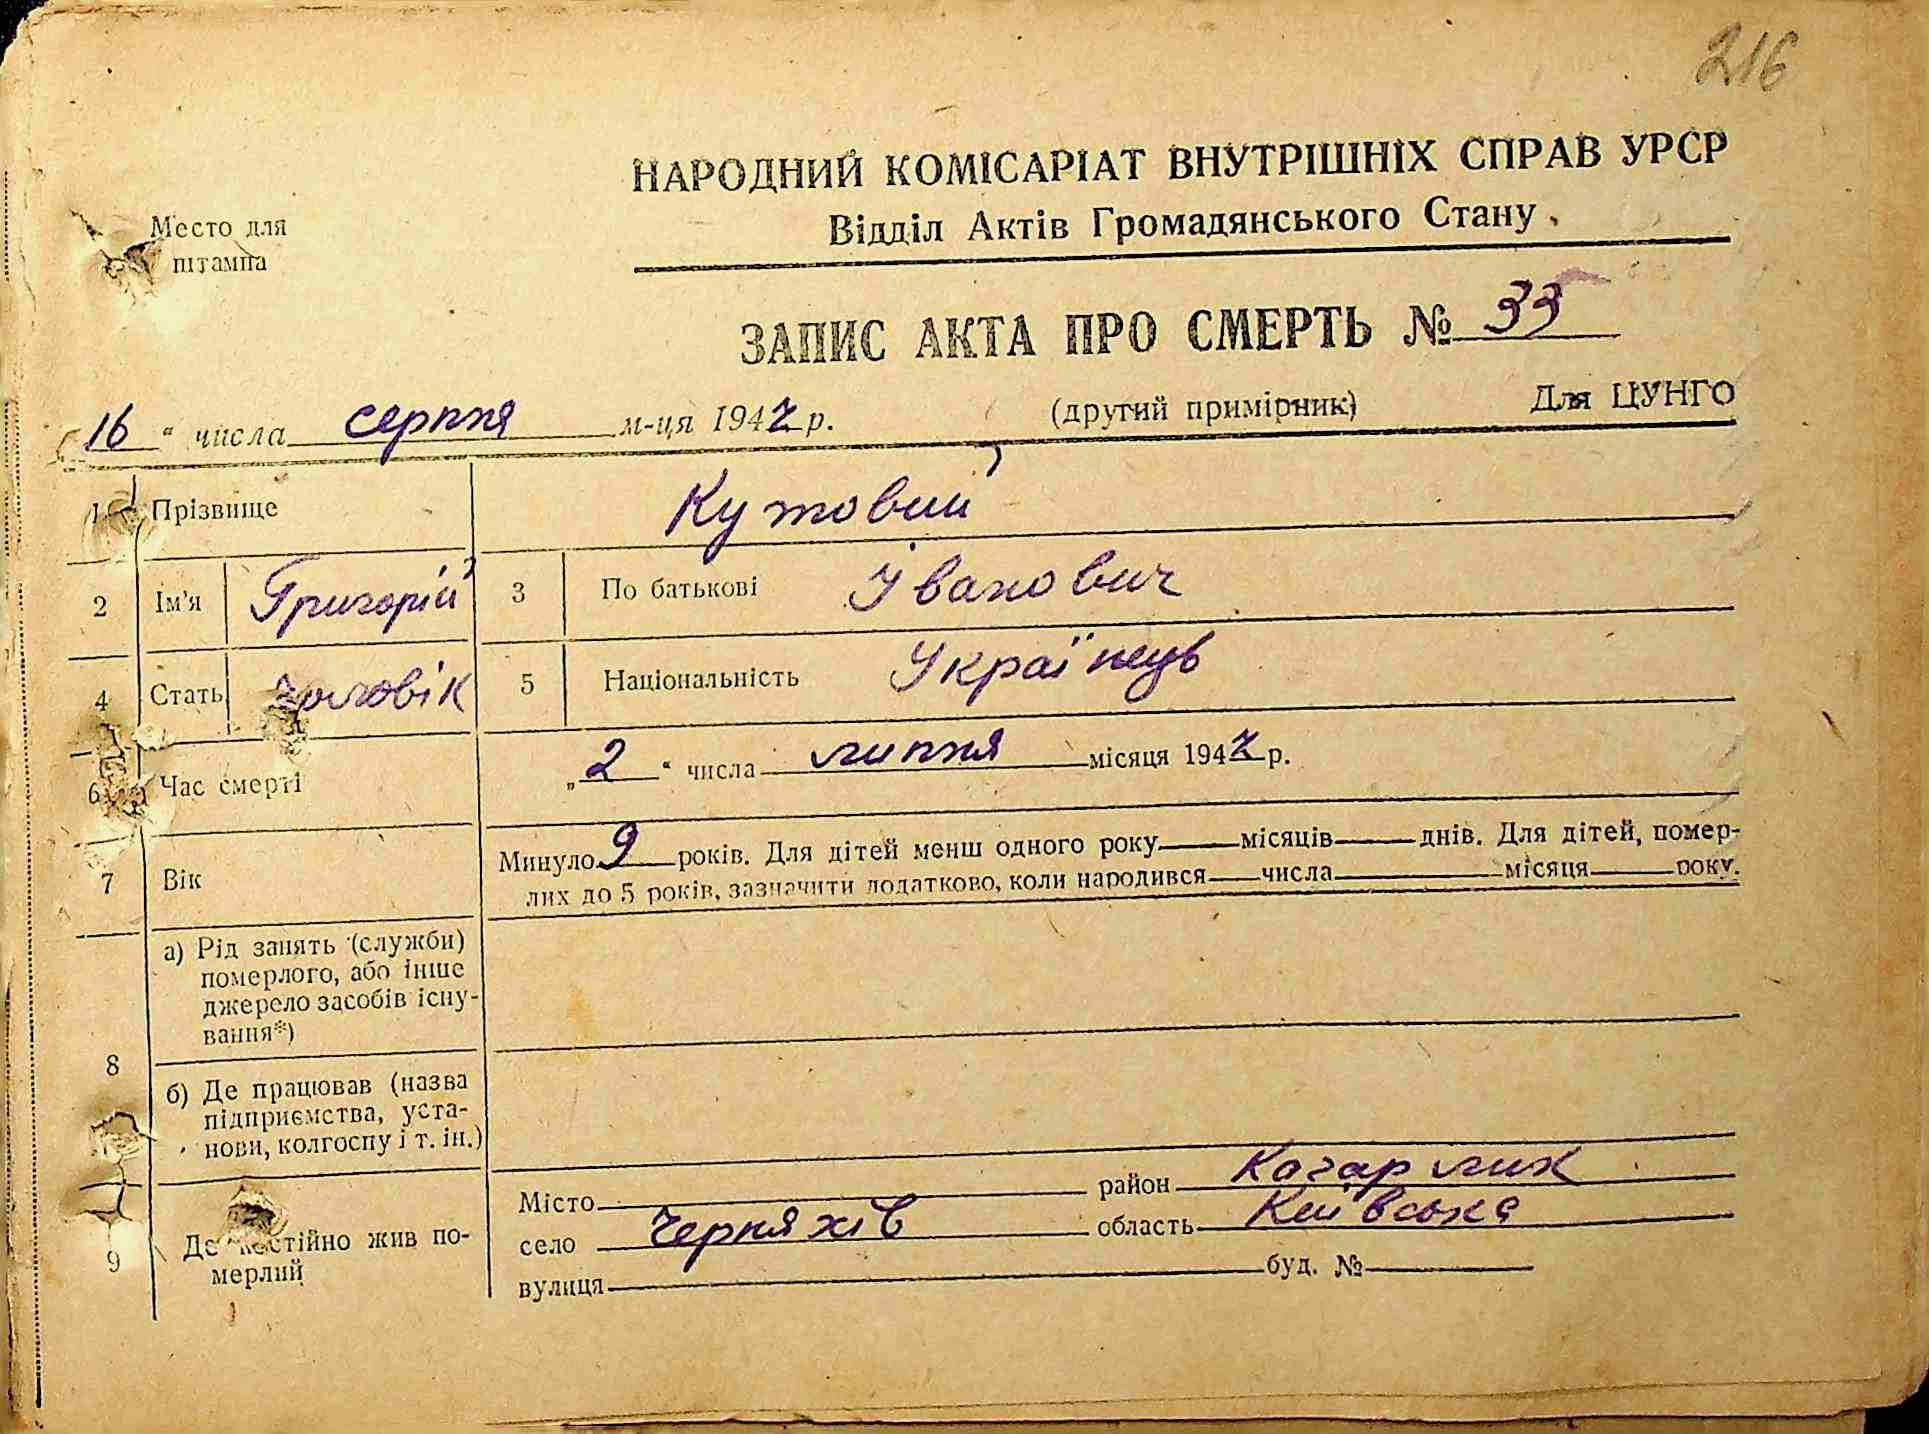 216
НАРОДНИЙ КОМІСАРІАТ ВНУТРІШНІХ СПРАВ УРСР
Відділ Актів Громадянського Стану
Место для
штампа
ЗАПИС АКТА ПРО СМЕРТЬ № 33
16 " числа серпня м-ця 1947 р. (другий примірник) Для ЦУНГО
1 Прізвище Кутовий
2 Ім'я Григорій 3 По батькові Іванович
4 Стать чоловік 5 Національність Українець
6 Час смерті „ 2 " числа липня місяця 1947 р.
7 Вік Минуло 9 років. Для дітей менш одного року місяців днів. Для дітей, помер-
лих до 5 років, зазначити додатково, коли народився числа місяця року.
8 а) Рід занять (служби)
померлого, або інше
джерело засобів існу-
вання*)
б) Де працював (назва
підприємства, уста-
нови, колгоспу і т. ін.)
9 Де постійно жив по-
мерлий
Місто район Кагарлик
село Черняхів область Київська
вулиця буд. №